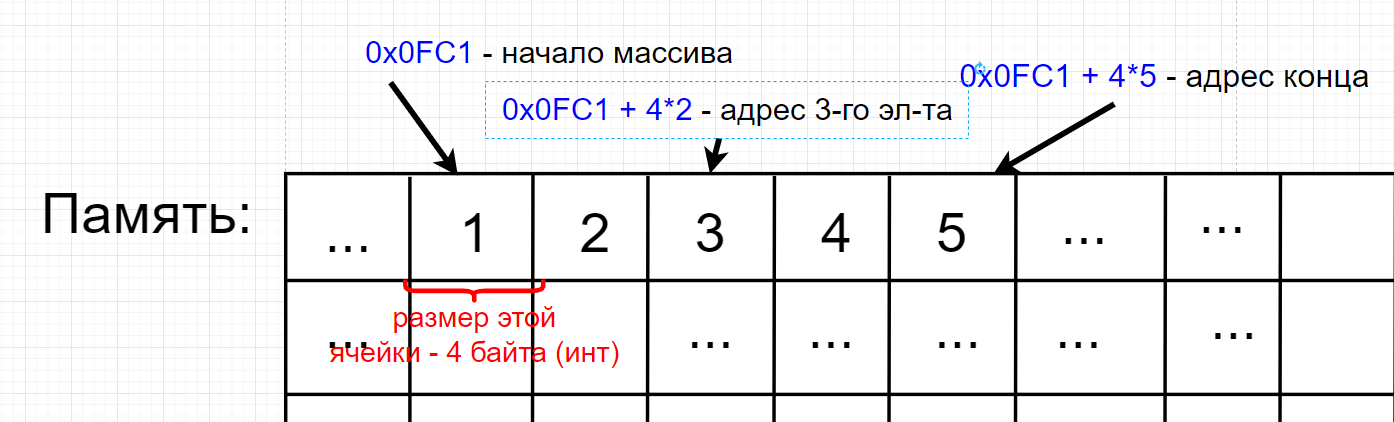 0x0FC1 - начало массива
0x0FC1 + 4*5 - адрес конца
0x0FC1 + 4*2 - адрес 3-го эл-та
Память:
... 1 2 3 4 5 ... ...
размер этой
... ... ... ... ... ...
ячейки - 4 байта (инт)